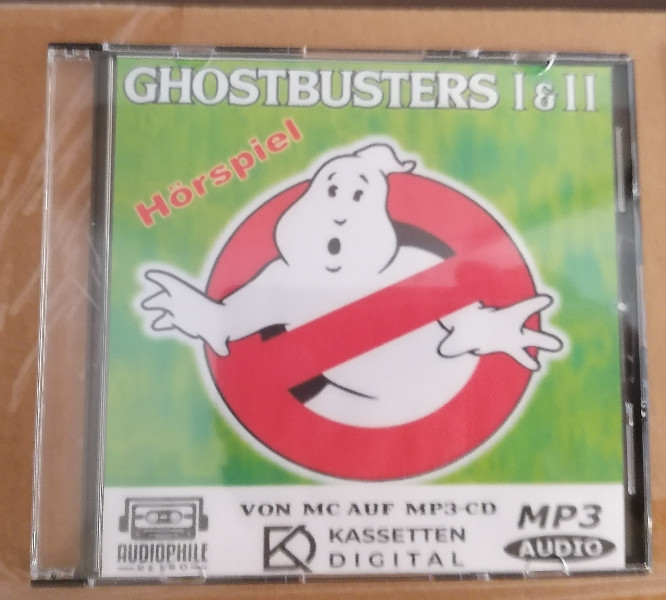 GHOSTBUSTERS I & II
Hörspiel
VON MC AUF MP3-CD
AUDIOPHILE
RETRO
KASSETTEN
DIGITAL
MP3
AUDIO